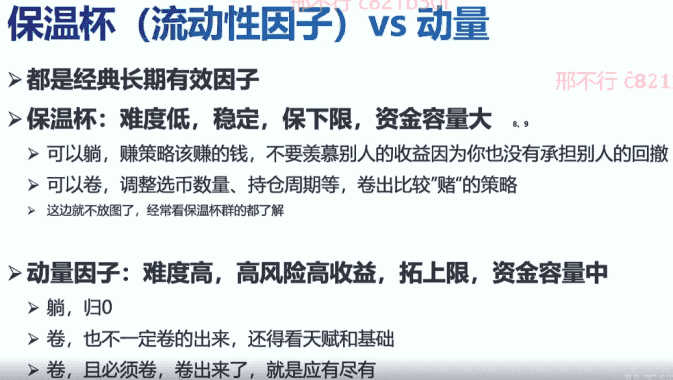 保温杯（流动性因子）vs 动量
都是经典长期有效因子
保温杯：难度低，稳定，保下限，资金容量大 8，9
可以躺，赚策略该赚的钱，不要羡慕别人的收益因为你也没有承担别人的回撤
可以卷，调整选币数量、持仓周期等，卷出比较"赌"的策略
这边就不放图了，经常看保温杯群的都了解
动量因子：难度高，高风险高收益，拓上限，资金容量中
躺，归0
卷，也不一定卷的出来，还得看天赋和基础
卷，且必须卷，卷出来了，就是应有尽有